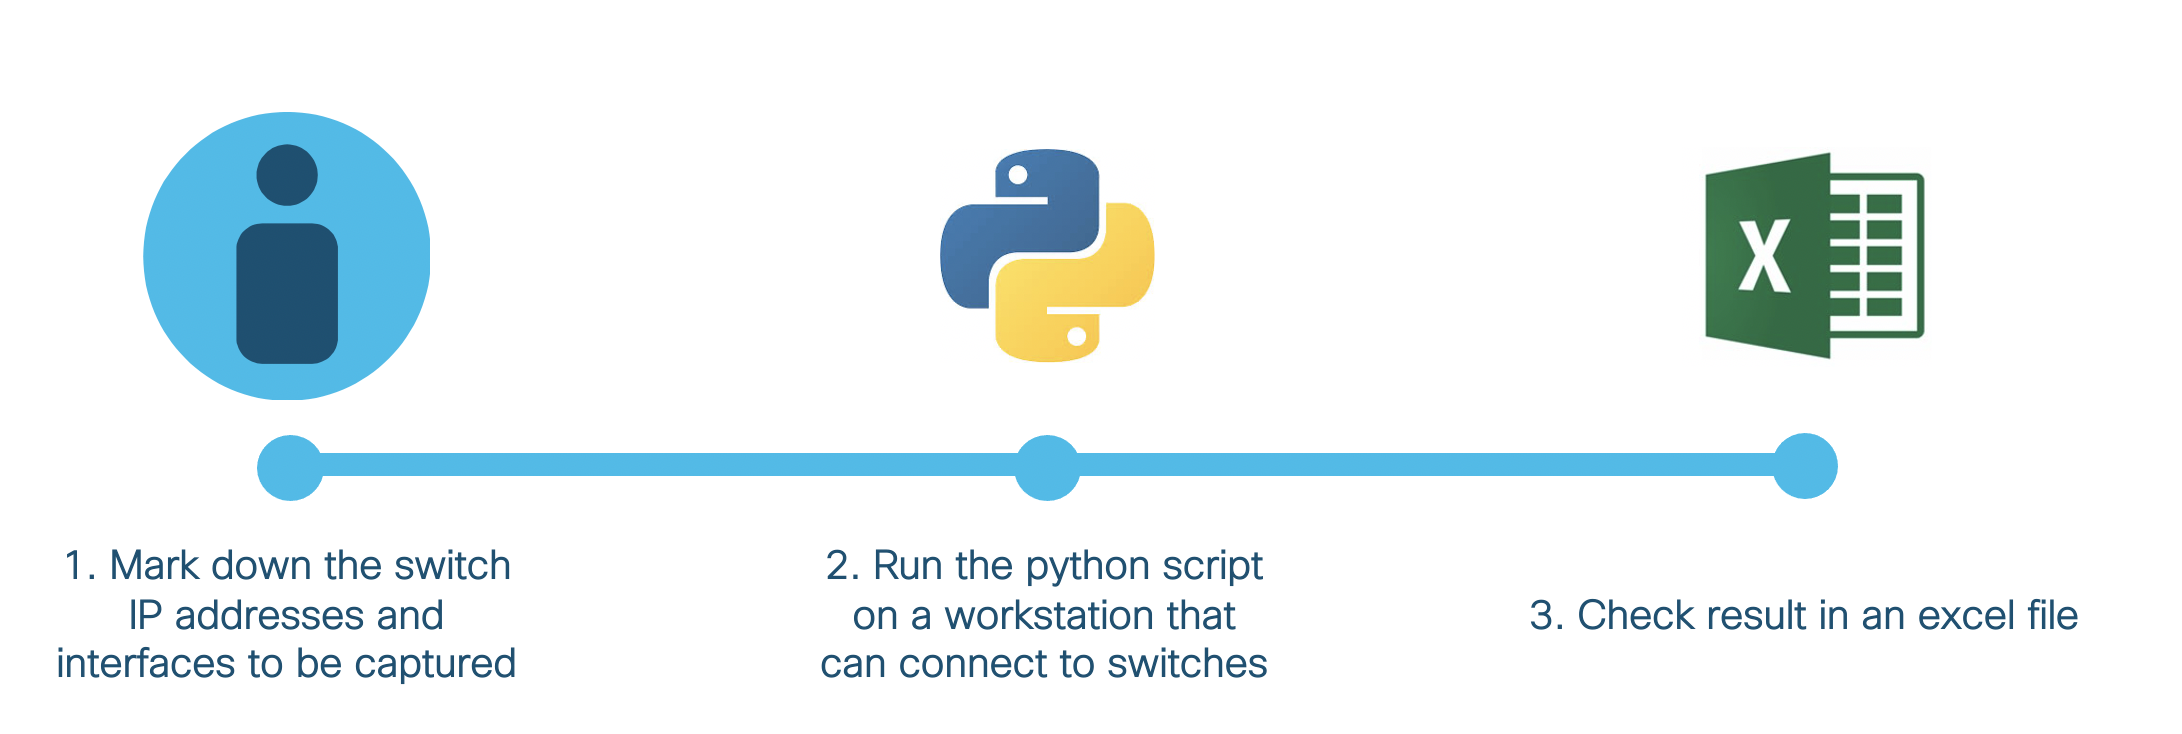 X
1. Mark down the switch
IP addresses and
interfaces to be captured
2. Run the python script
on a workstation that
can connect to switches
3. Check result in an excel file